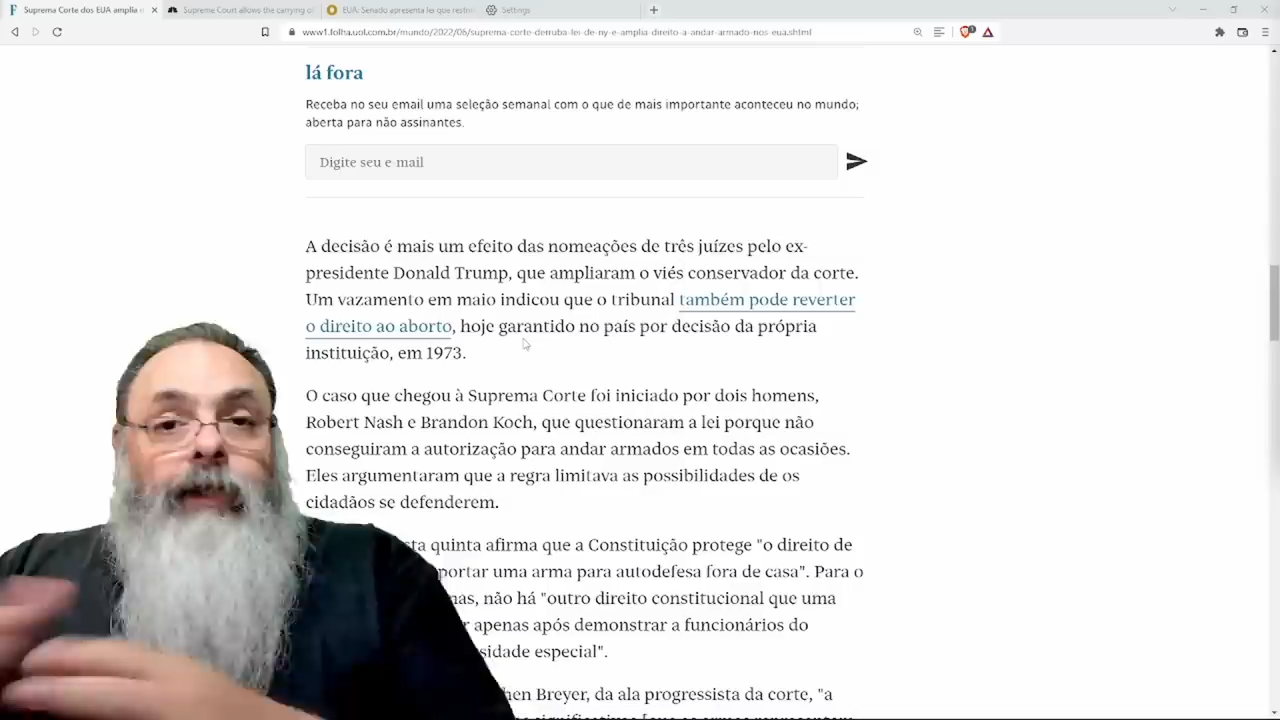 Suprema Corte dos EUA amplia
Supreme Court allows the carrying of
EUA: Senado apresenta lei que restrin
Settings
www1.folha.uol.com.br/mundo/2022/06/suprema-corte-derruba-lei-de-ny-e-amplia-direito-a-andar-armado-nos-eua.shtml
lá fora
Receba no seu email uma seleção semanal com o que de mais importante aconteceu no mundo;
aberta para não assinantes.
Digite seu e-mail
A decisão é mais um efeito das nomeações de três juízes pelo ex-
presidente Donald Trump, que ampliaram o viés conservador da corte.
Um vazamento em maio indicou que o tribunal também pode reverter
o direito ao aborto, hoje garantido no país por decisão da própria
instituição, em 1973.
O caso que chegou à Suprema Corte foi iniciado por dois homens,
Robert Nash e Brandon Koch, que questionaram a lei porque não
conseguiram a autorização para andar armados em todas as ocasiões.
Eles argumentaram que a regra limitava as possibilidades de os
cidadãos se defenderem.
sta quinta afirma que a Constituição protege "o direito de
portar uma arma para autodefesa fora de casa". Para o
nas, não há "outro direito constitucional que uma
r apenas após demonstrar a funcionários do
sidade especial".
hen Breyer, da ala progressista da corte, "a